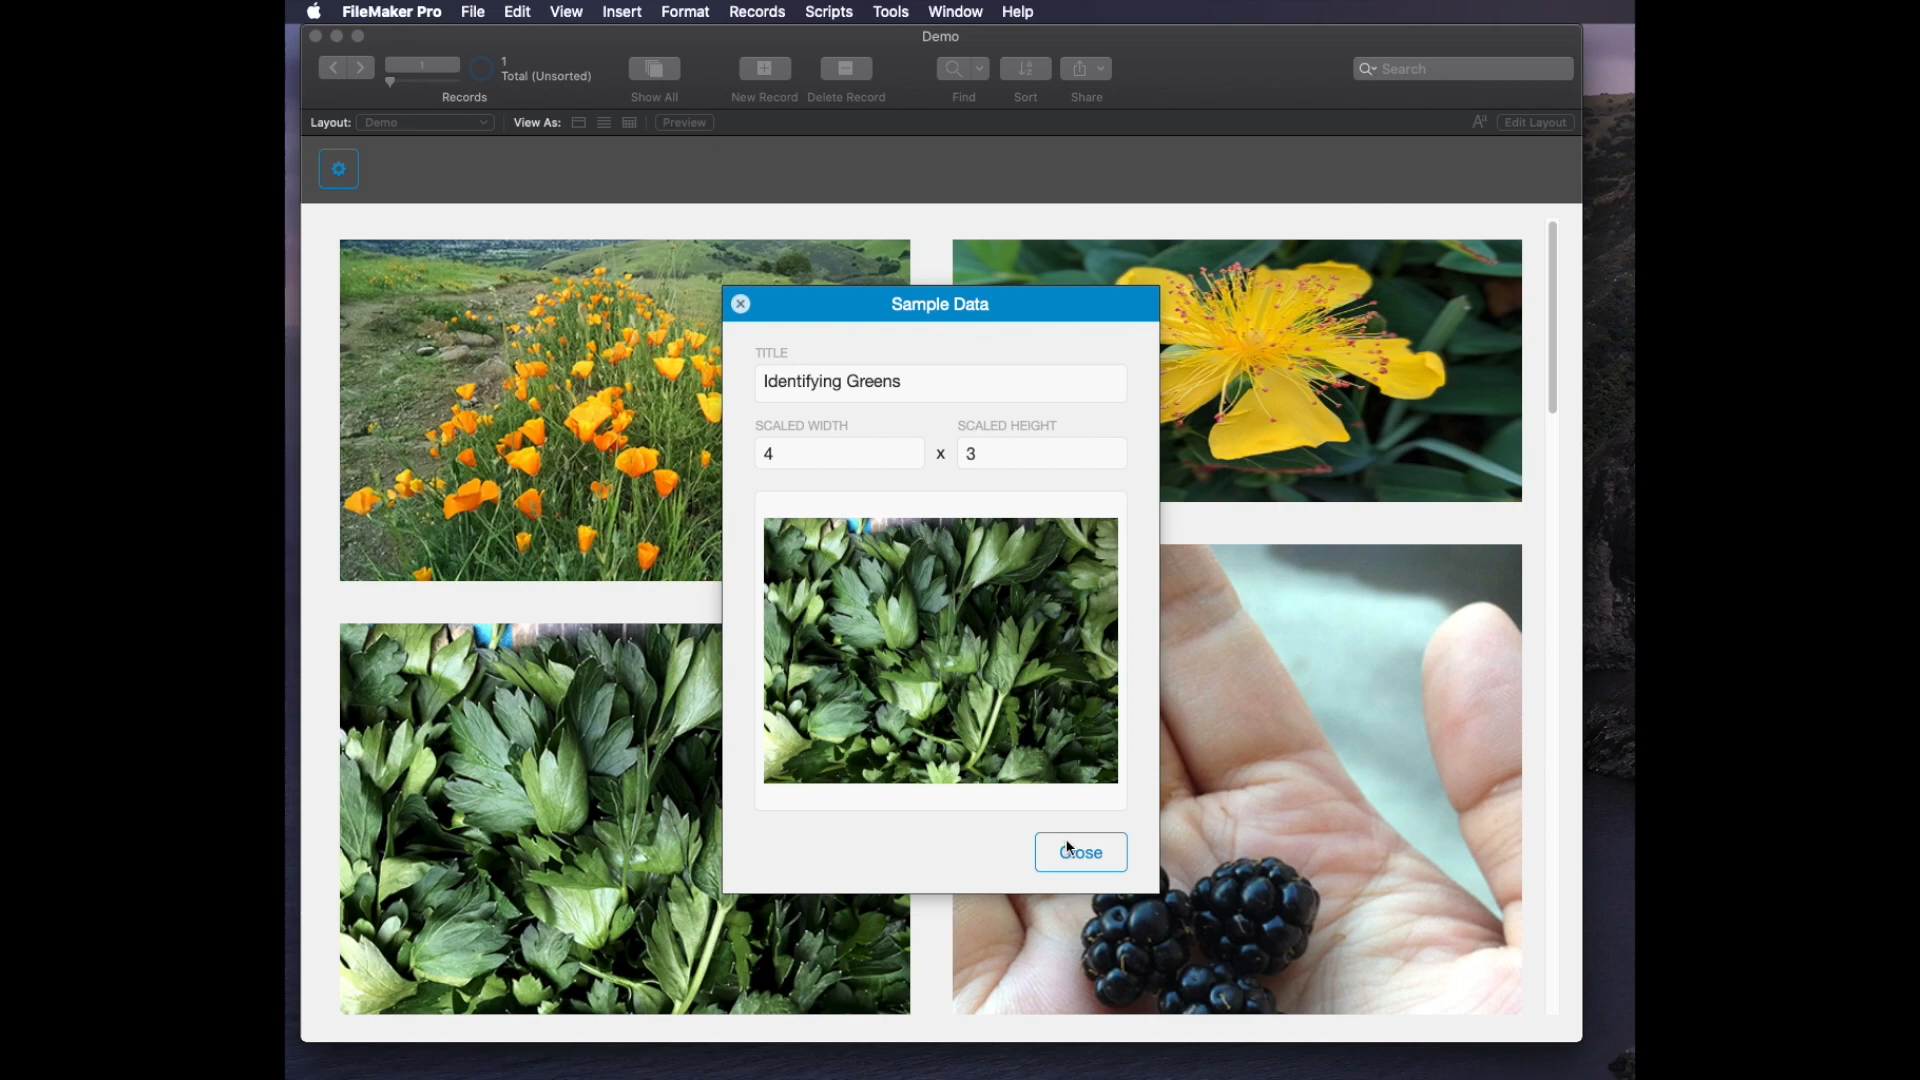 FileMaker Pro File Edit View Insert Format Records Scripts Tools Window Help
Demo
1
1
Total (Unsorted)
Search
Records
Show All
New Record
Delete Record
Find
Sort
Share
Layout: Demo
View As:
Preview
Aa
Edit Layout
Sample Data
TITLE
Identifying Greens
SCALED WIDTH
SCALED HEIGHT
4 x 3
Close